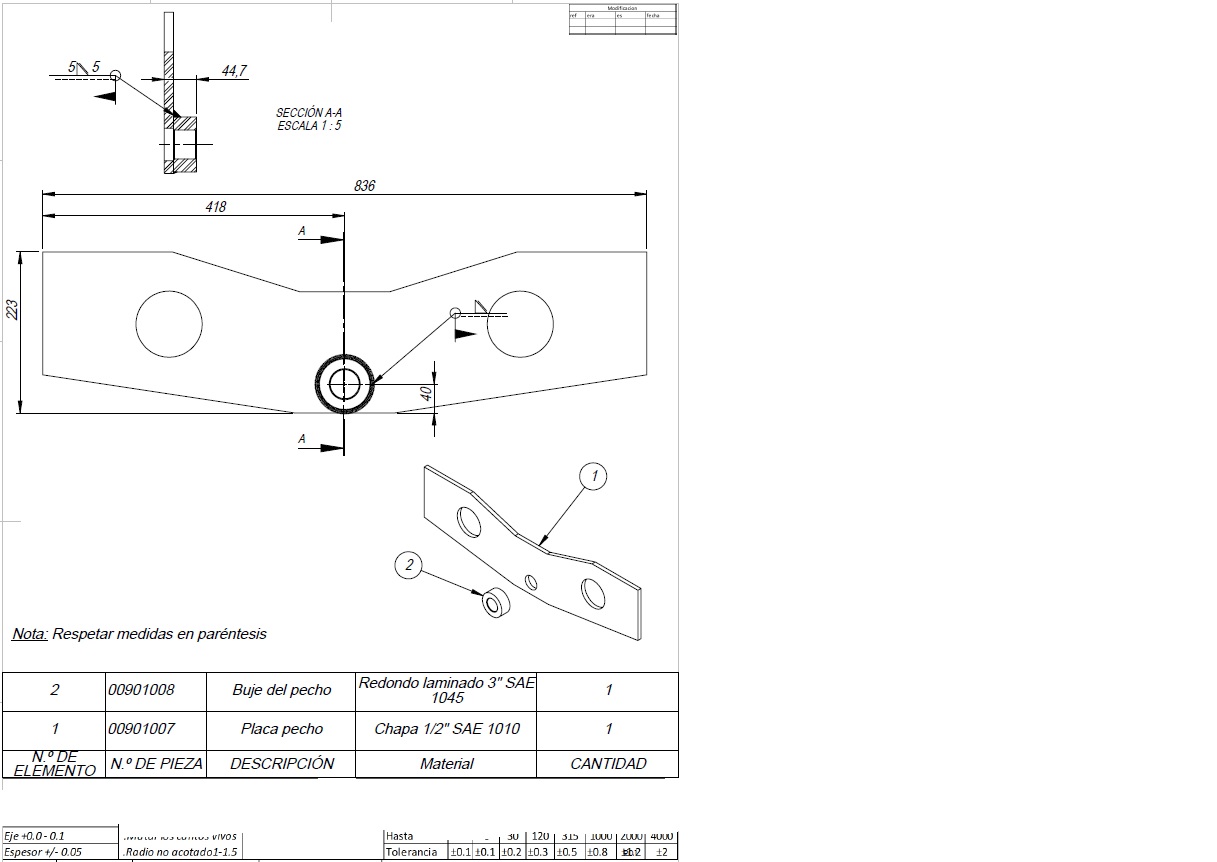 Modificacion
ref era es fecha
5 5
44,7
SECCIÓN A-A
ESCALA 1 : 5
836
418
A
223
40
A
1
2
Nota: Respetar medidas en paréntesis
2 00901008 Buje del pecho Redondo laminado 3" SAE 1045 1
1 00901007 Placa pecho Chapa 1/2" SAE 1010 1
N.º DE ELEMENTO N.º DE PIEZA DESCRIPCIÓN Material CANTIDAD
Eje +0.0 - 0.1
Hasta 30 120 315 1000 2000 4000
Espesor +/- 0.05 .Radio no acotado1-1.5
Tolerancia ±0.1 ±0.1 ±0.2 ±0.3 ±0.5 ±0.8 ±1.2 ±2